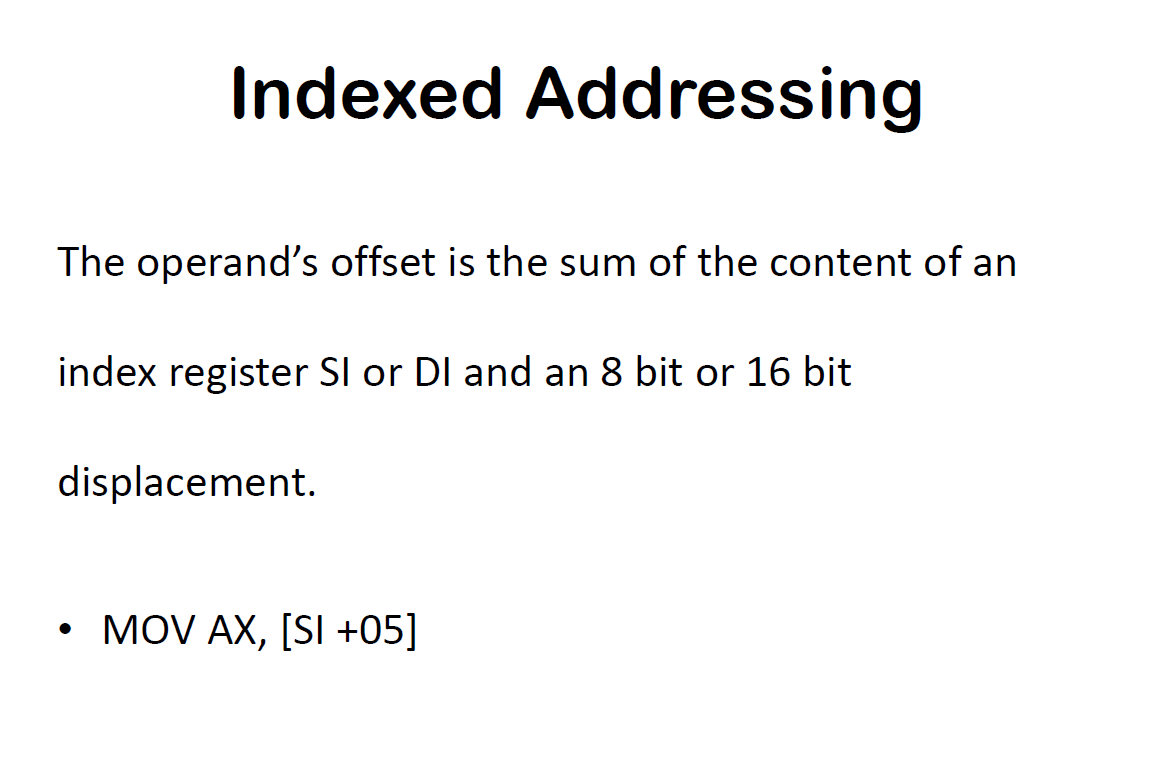 Indexed Addressing
The operand’s offset is the sum of the content of an
index register SI or DI and an 8 bit or 16 bit
displacement.
• MOV AX, [SI +05]